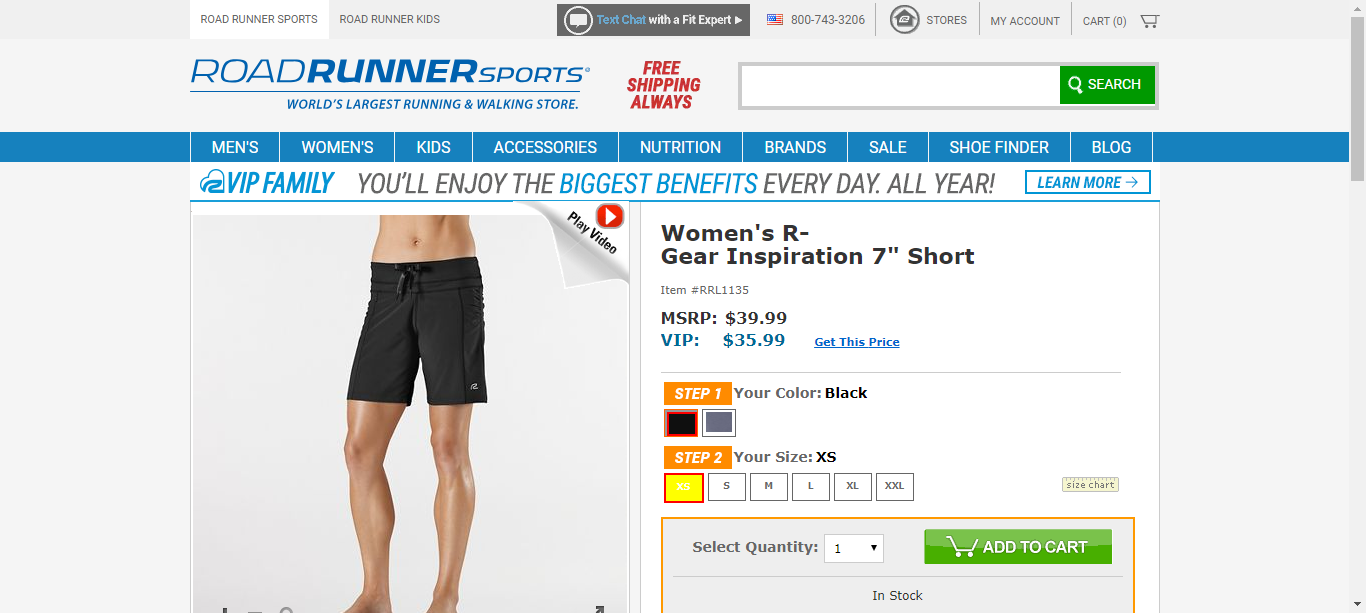 ROAD RUNNER SPORTS
ROAD RUNNER KIDS
Text Chat with a Fit Expert
800-743-3206
STORES
MY ACCOUNT
CART (0)
ROADRUNNERSPORTS
WORLD'S LARGEST RUNNING & WALKING STORE.
FREE
SHIPPING
ALWAYS
SEARCH
MEN'S
WOMEN'S
KIDS
ACCESSORIES
NUTRITION
BRANDS
SALE
SHOE FINDER
BLOG
VIP FAMILY YOU'LL ENJOY THE BIGGEST BENEFITS EVERY DAY. ALL YEAR!
LEARN MORE →
Play Video
Women's R-
Gear Inspiration 7" Short
Item #RRL1135
MSRP: $39.99
VIP: $35.99 Get This Price
STEP 1 Your Color: Black
STEP 2 Your Size: XS
XS S M L XL XXL
size chart
Select Quantity: 1
ADD TO CART
In Stock